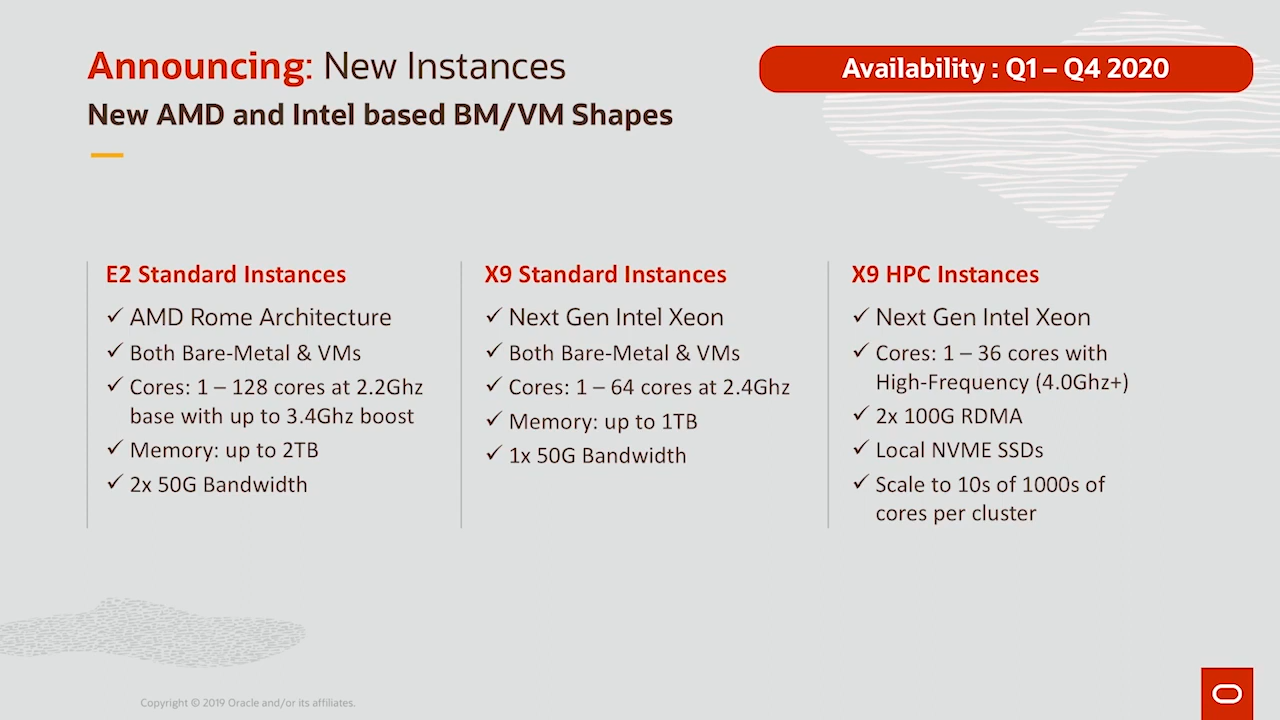 Announcing: New Instances
Availability : Q1 – Q4 2020
New AMD and Intel based BM/VM Shapes
E2 Standard Instances
✓ AMD Rome Architecture
✓ Both Bare-Metal & VMs
✓ Cores: 1 – 128 cores at 2.2Ghz
base with up to 3.4Ghz boost
✓ Memory: up to 2TB
✓ 2x 50G Bandwidth
X9 Standard Instances
✓ Next Gen Intel Xeon
✓ Both Bare-Metal & VMs
✓ Cores: 1 – 64 cores at 2.4Ghz
✓ Memory: up to 1TB
✓ 1x 50G Bandwidth
X9 HPC Instances
✓ Next Gen Intel Xeon
✓ Cores: 1 – 36 cores with
High-Frequency (4.0Ghz+)
✓ 2x 100G RDMA
✓ Local NVME SSDs
✓ Scale to 10s of 1000s of
cores per cluster
Copyright © 2019 Oracle and/or its affiliates.